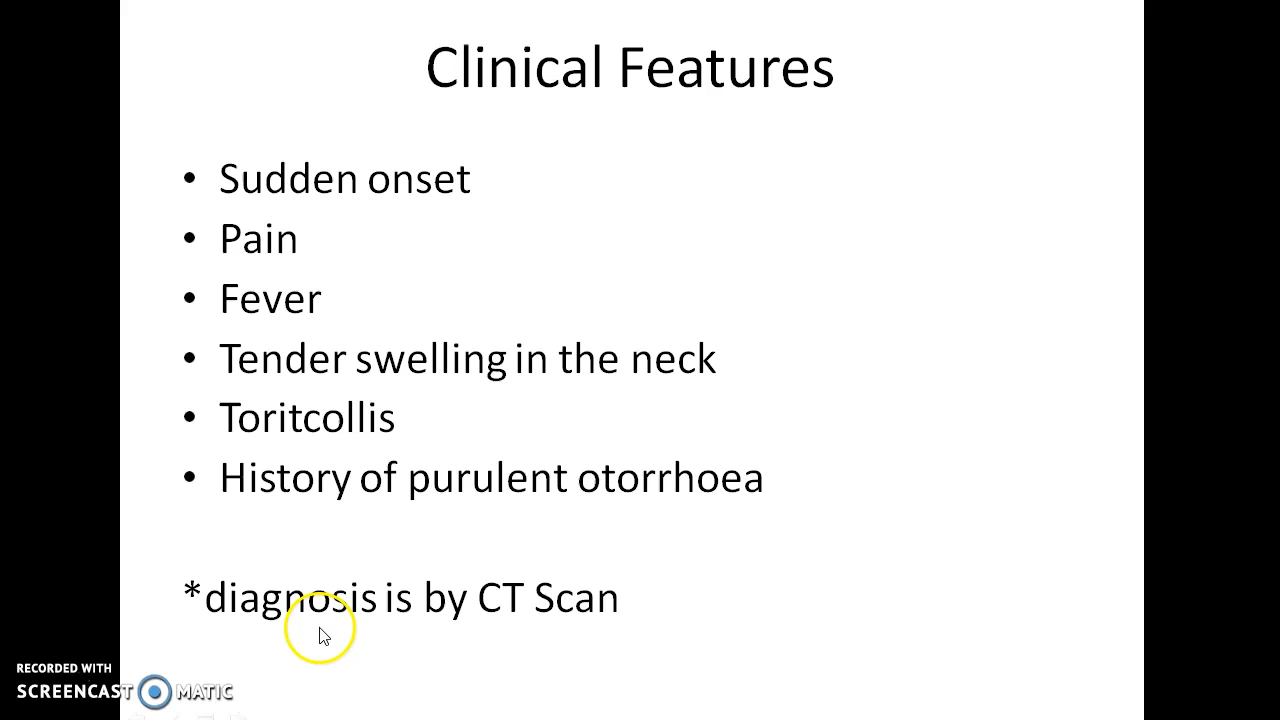 Clinical Features
• Sudden onset
• Pain
• Fever
• Tender swelling in the neck
• Toritcollis
• History of purulent otorrhoea
*diagnosis is by CT Scan
RECORDED WITH
SCREENCAST MATIC